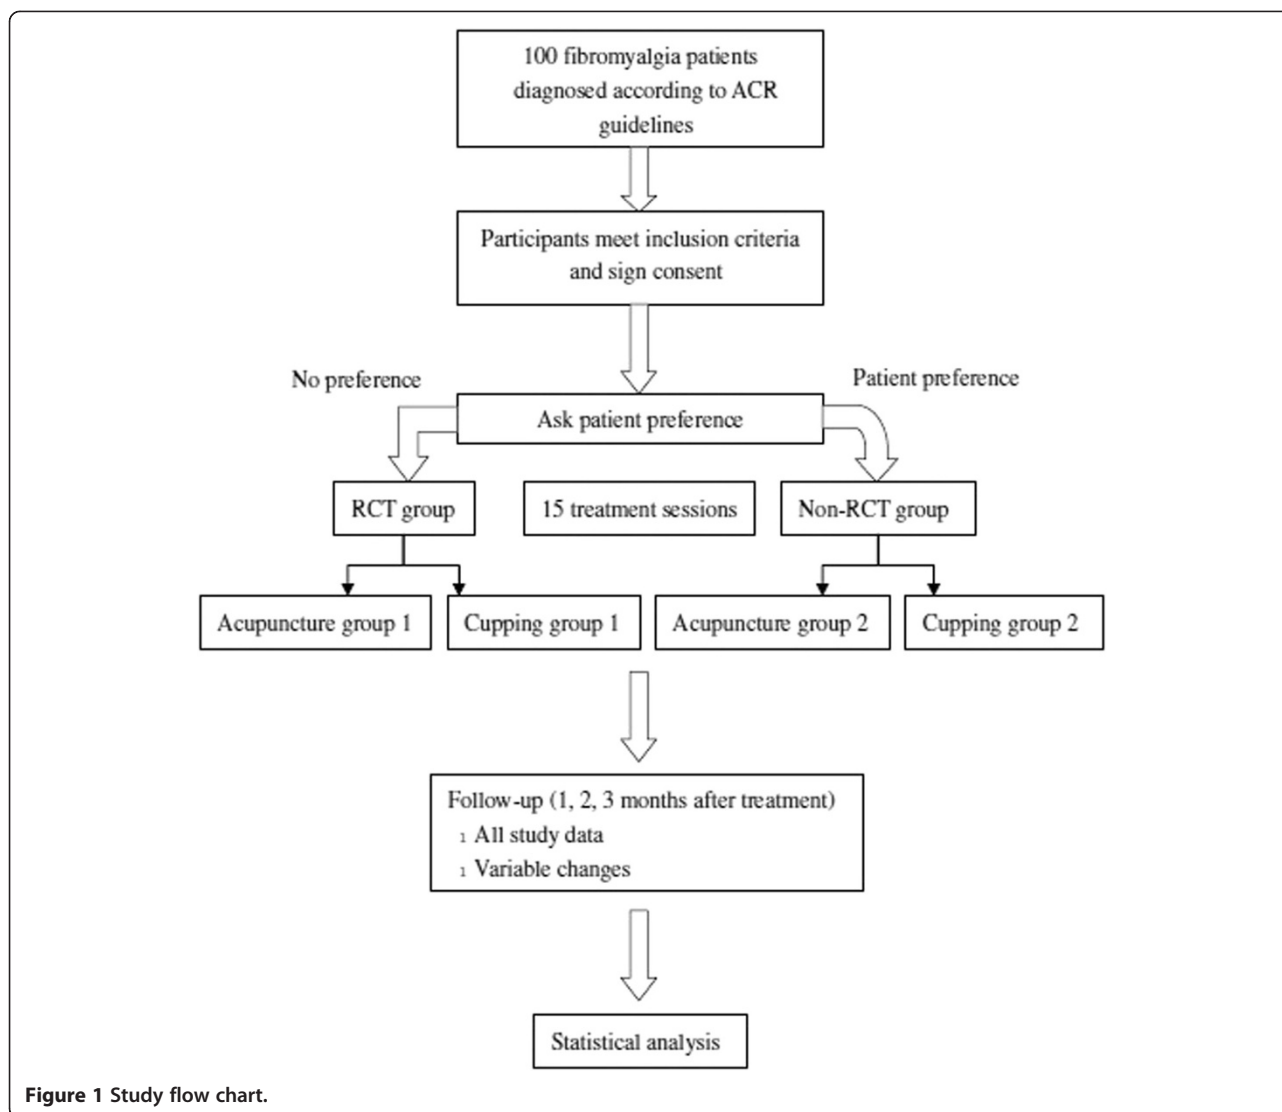 100 fibromyalgia patients
diagnosed according to ACR
guidelines
Participants meet inclusion criteria
and sign consent
No preference
Patient preference
Ask patient preference
RCT group
15 treatment sessions
Non-RCT group
Acupuncture group 1
Cupping group 1
Acupuncture group 2
Cupping group 2
Follow-up (1, 2, 3 months after treatment)
1 All study data
1 Variable changes
Statistical analysis
Figure 1 Study flow chart.